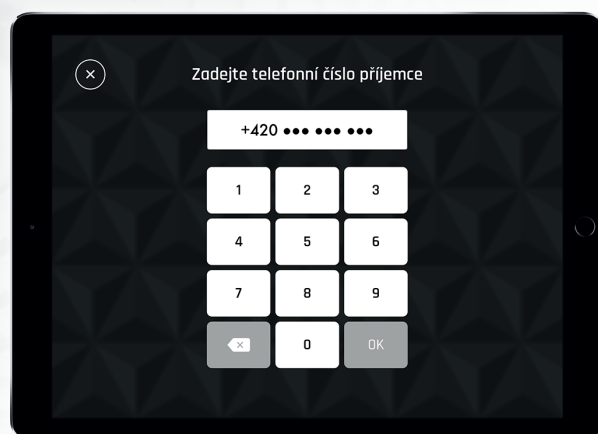 Zadejte telefonní číslo příjemce
+420 ●●● ●●● ●●●
1 2 3
4 5 6
7 8 9
0 OK